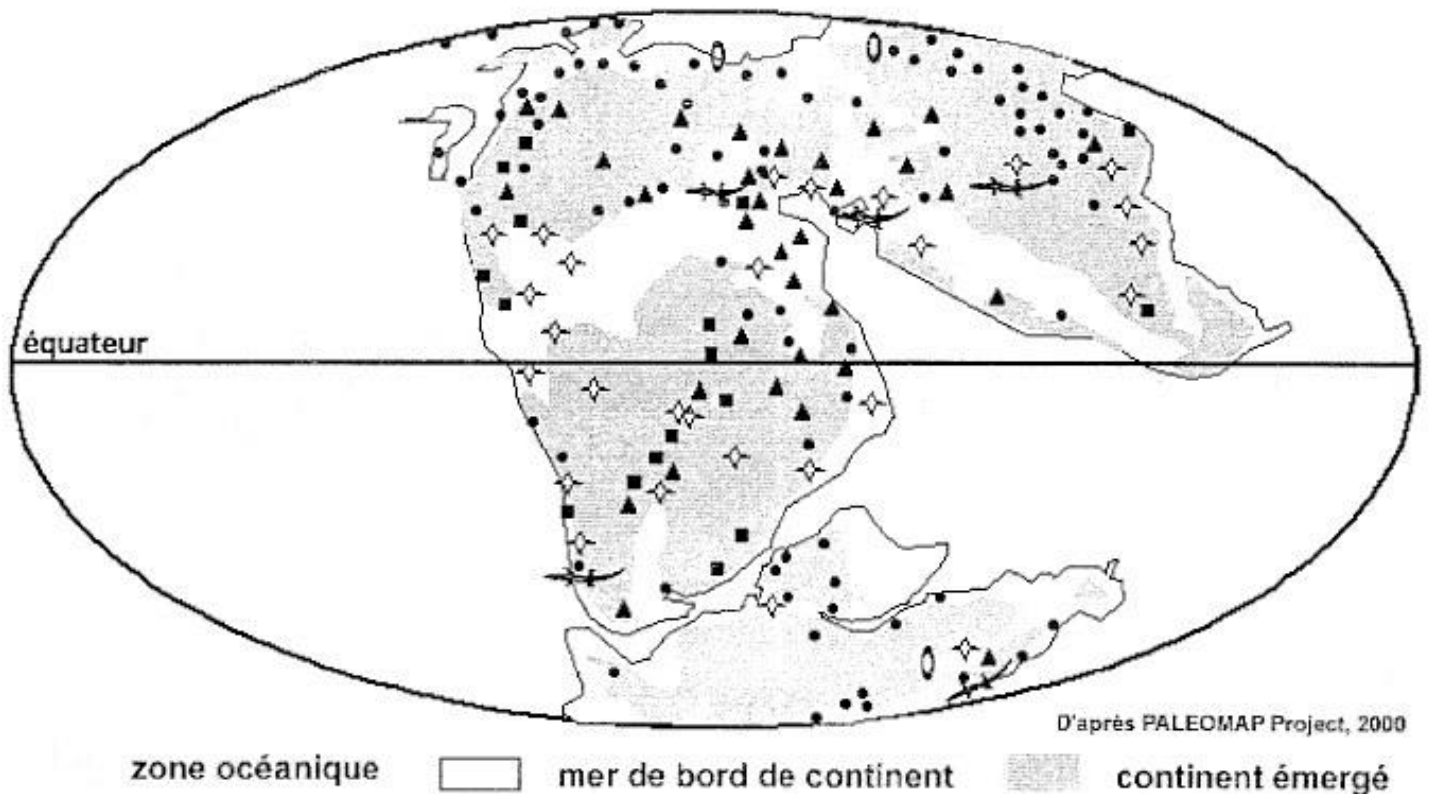 équateur
D'après PALEOMAP Project, 2000
zone océanique mer de bord de continent continent émergé